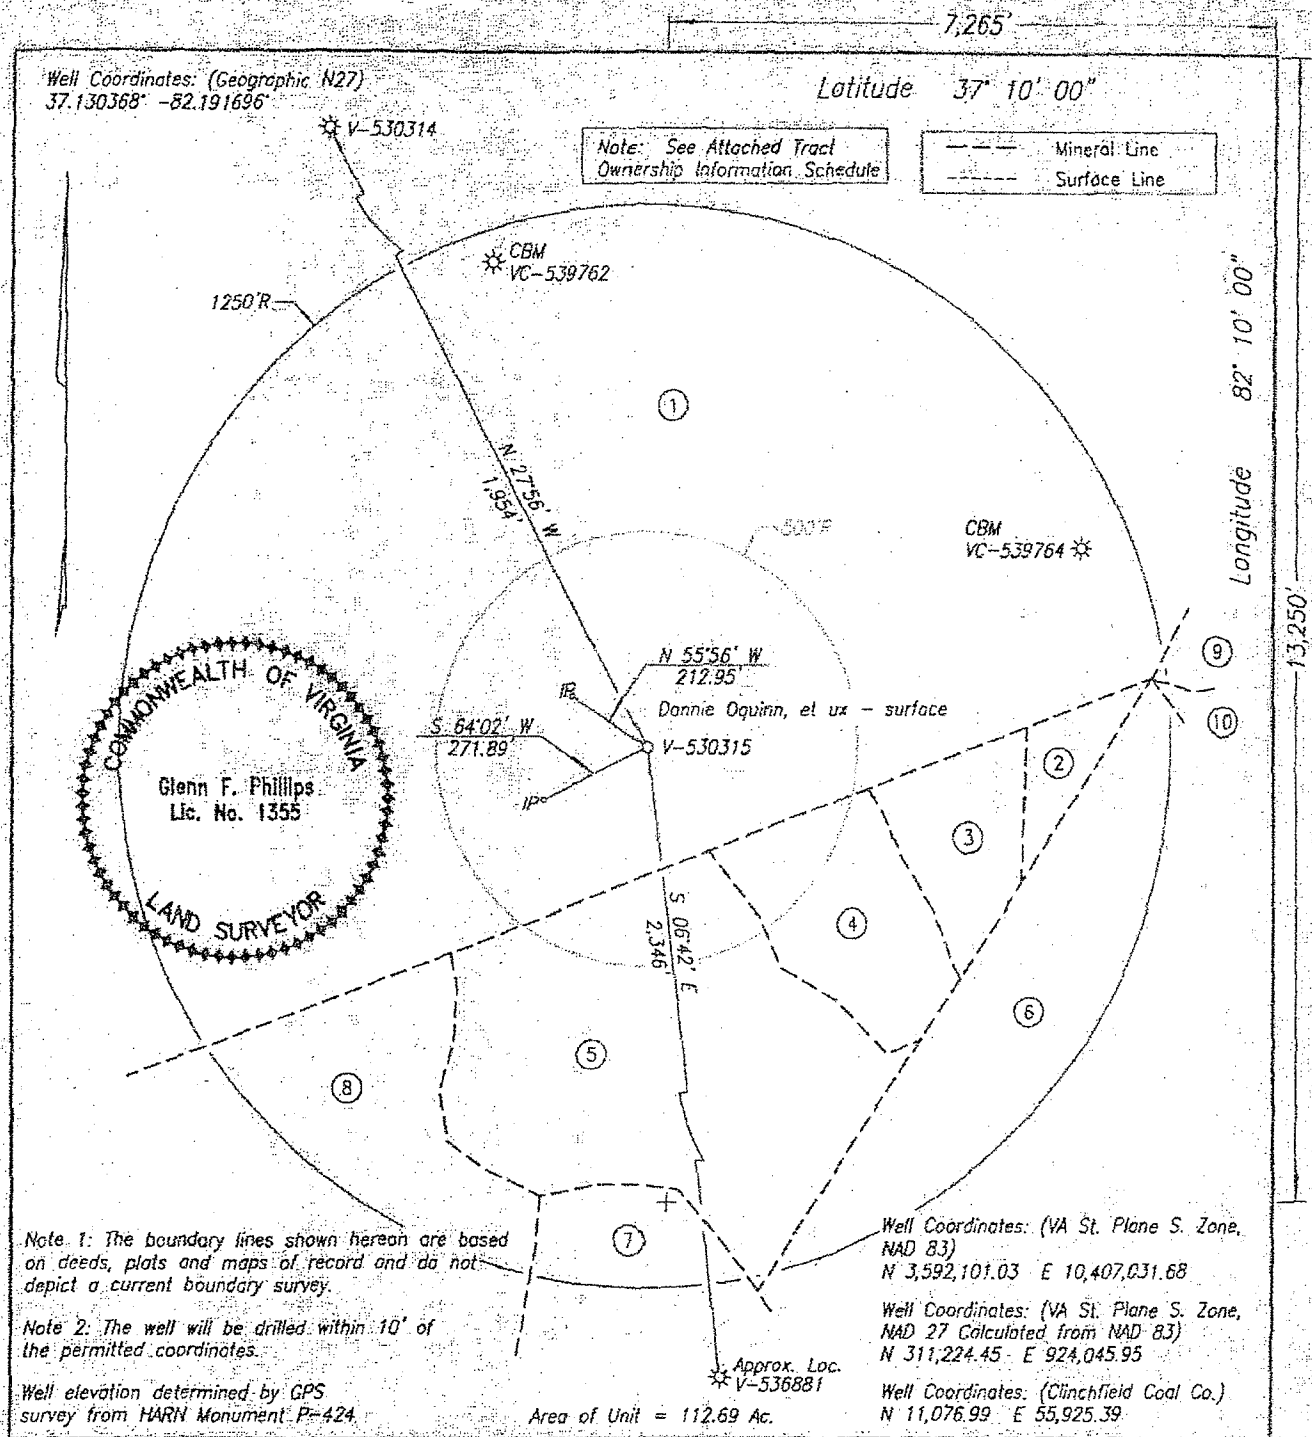 7,265'
Well Coordinates: (Geographic N27)
37.130368° -82.191696°
Latitude 37° 10' 00"
V-530314
Note: See Attached Tract
Ownership Information Schedule
Mineral Line
Surface Line
CBM
VC-539762
1250'R
Longitude 82° 10' 00"
13,250'
1
N 27°56' W
1,954'
500'R
CBM
VC-539764
COMMONWEALTH OF VIRGINIA
Glenn F. Phillips
Lic. No. 1355
LAND SURVEYOR
N 55°56' W
212.95'
IP
Donnie Oquinn, et ux - surface
S 64°02' W
271.89'
V-530315
IP
9
10
2
3
4
S 06°42' E
2,346'
6
5
8
7
Note 1: The boundary lines shown hereon are based
on deeds, plats and maps of record and do not
depict a current boundary survey.
Note 2: The well will be drilled within 10' of
the permitted coordinates.
Well elevation determined by GPS
survey from HARN Monument P-424
Area of Unit = 112.69 Ac.
Approx. Loc.
V-536881
Well Coordinates: (VA St. Plane S. Zone,
NAD 83)
N 3,592,101.03 E 10,407,031.68
Well Coordinates: (VA St. Plane S. Zone,
NAD 27 Calculated from NAD 83)
N 311,224.45 E 924,045.95
Well Coordinates: (Clinchfield Coal Co.)
N 11,076.99 E 55,925.39